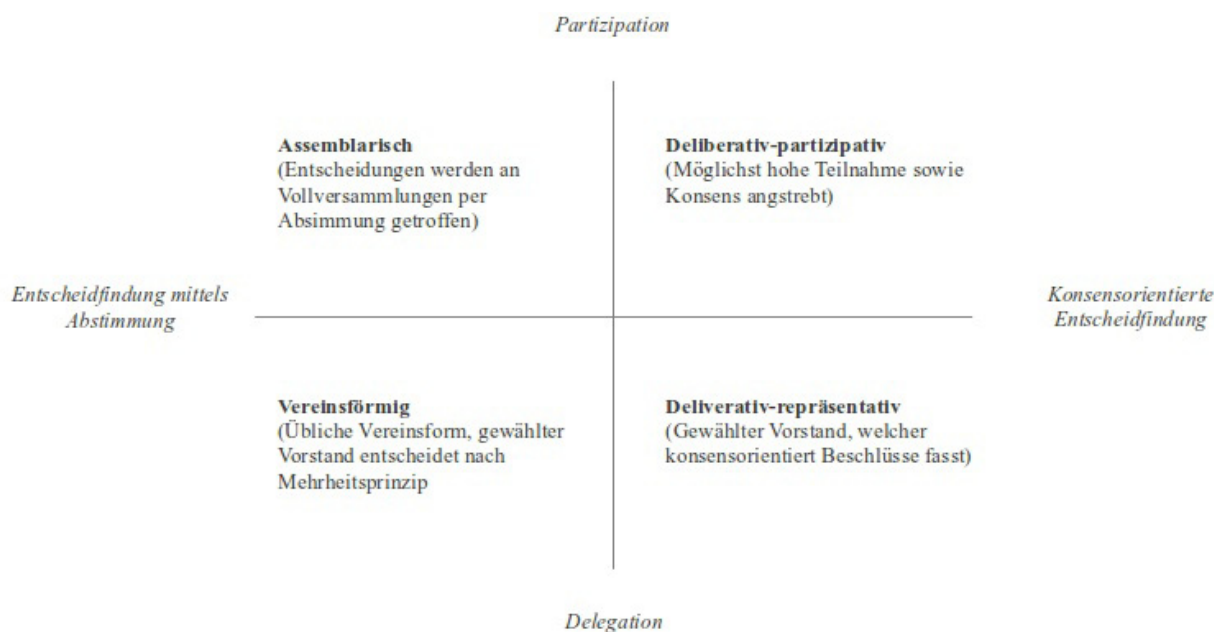 Partizipation
Assemblarisch
(Entscheidungen werden an
Vollversammlungen per
Absimmung getroffen)
Deliberativ-partizipativ
(Möglichst hohe Teilnahme sowie
Konsens angstrebt)
Entscheidfindung mittels
Abstimmung
Konsensorientierte
Entscheidfindung
Vereinsförmig
(Übliche Vereinsform, gewählter
Vorstand entscheidet nach
Mehrheitsprinzip
Deliverativ-repräsentativ
(Gewählter Vorstand, welcher
konsensorientiert Beschlüsse fasst)
Delegation